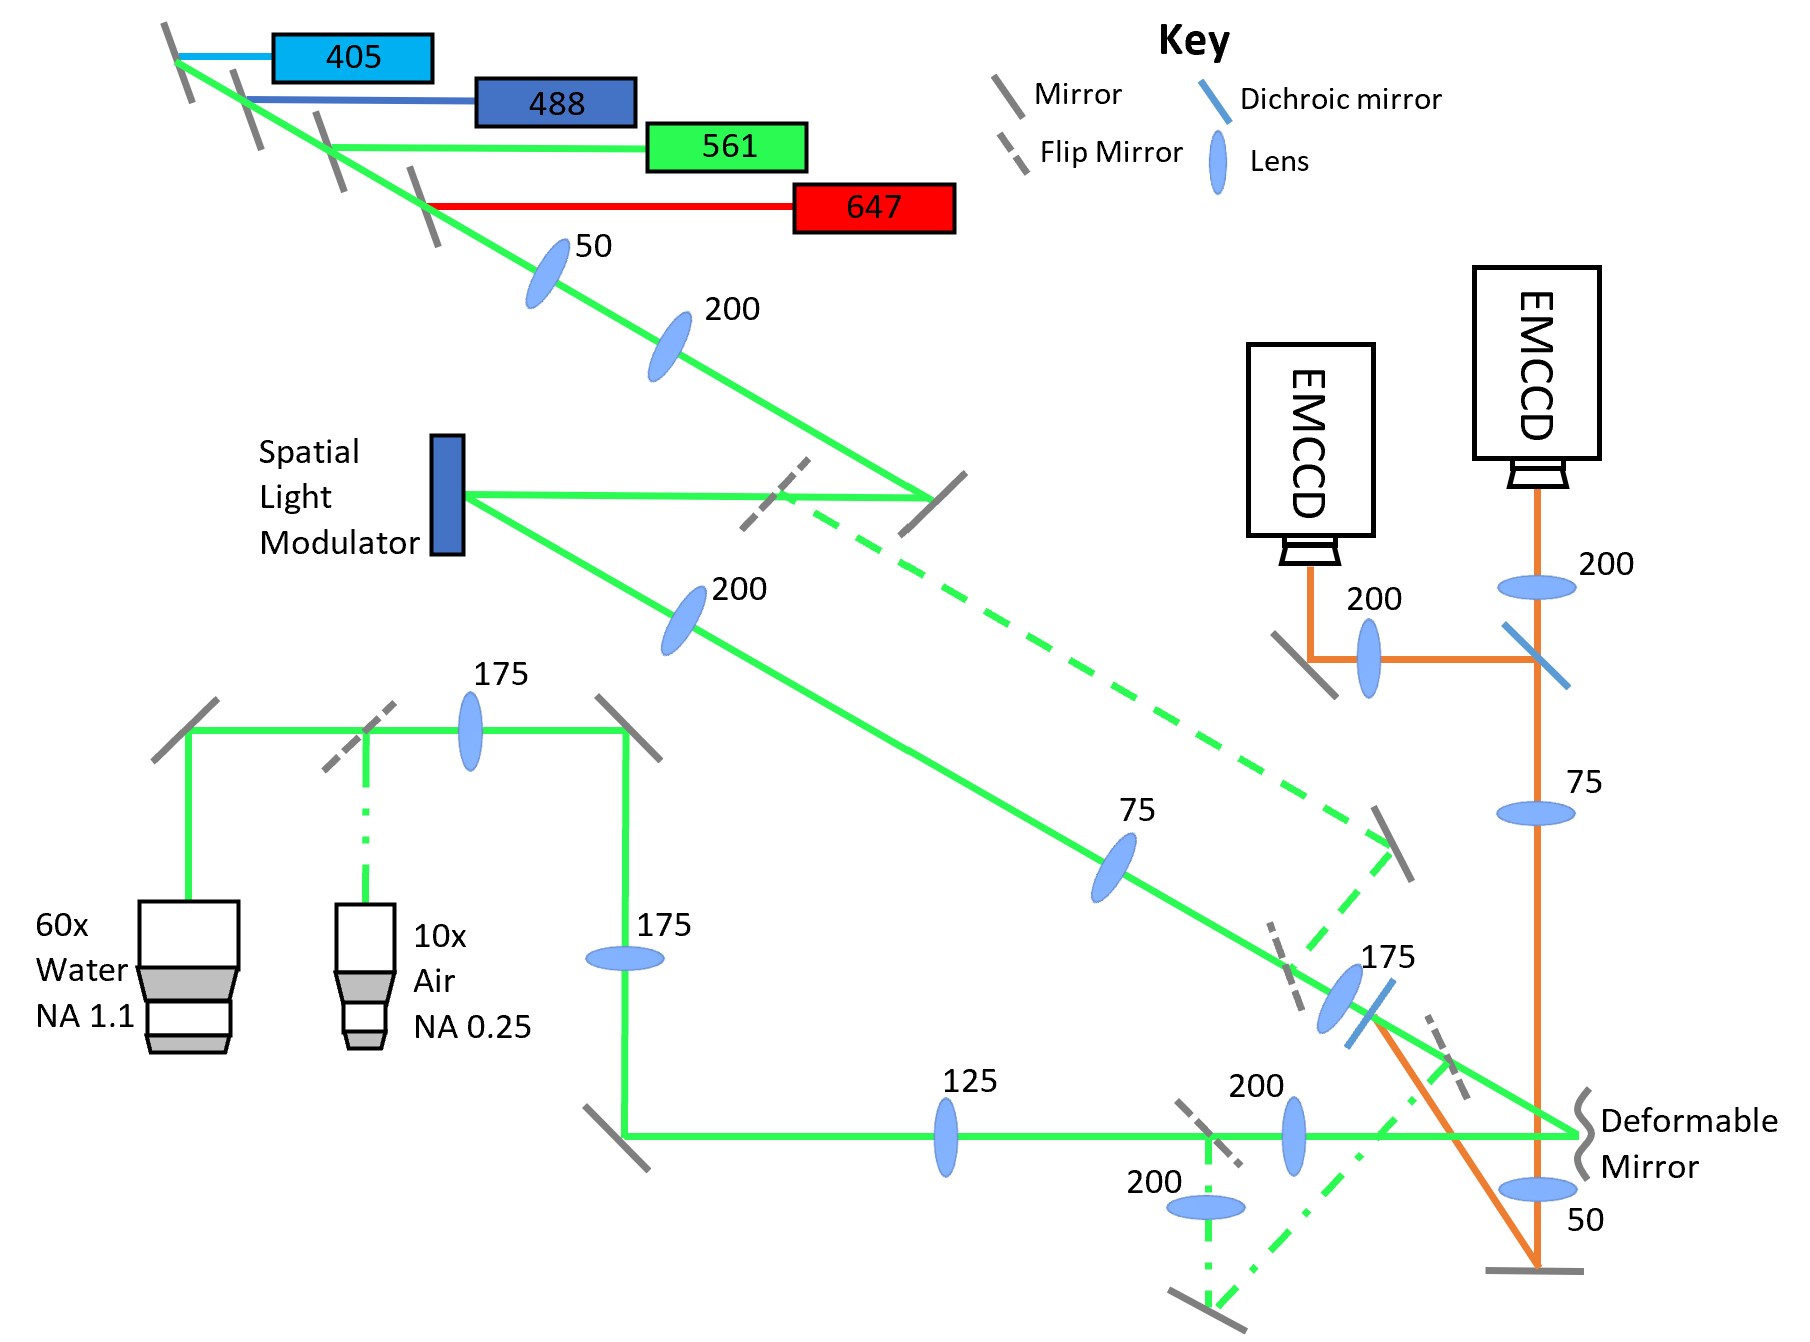 Key
Mirror
Dichroic mirror
Flip Mirror
Lens
405
488
561
647
50
200
EMCCD
EMCCD
Spatial
Light
Modulator
200
200
200
175
75
75
60x
Water
NA 1.1
10x
Air
NA 0.25
175
175
125
200
200
Deformable
Mirror
50